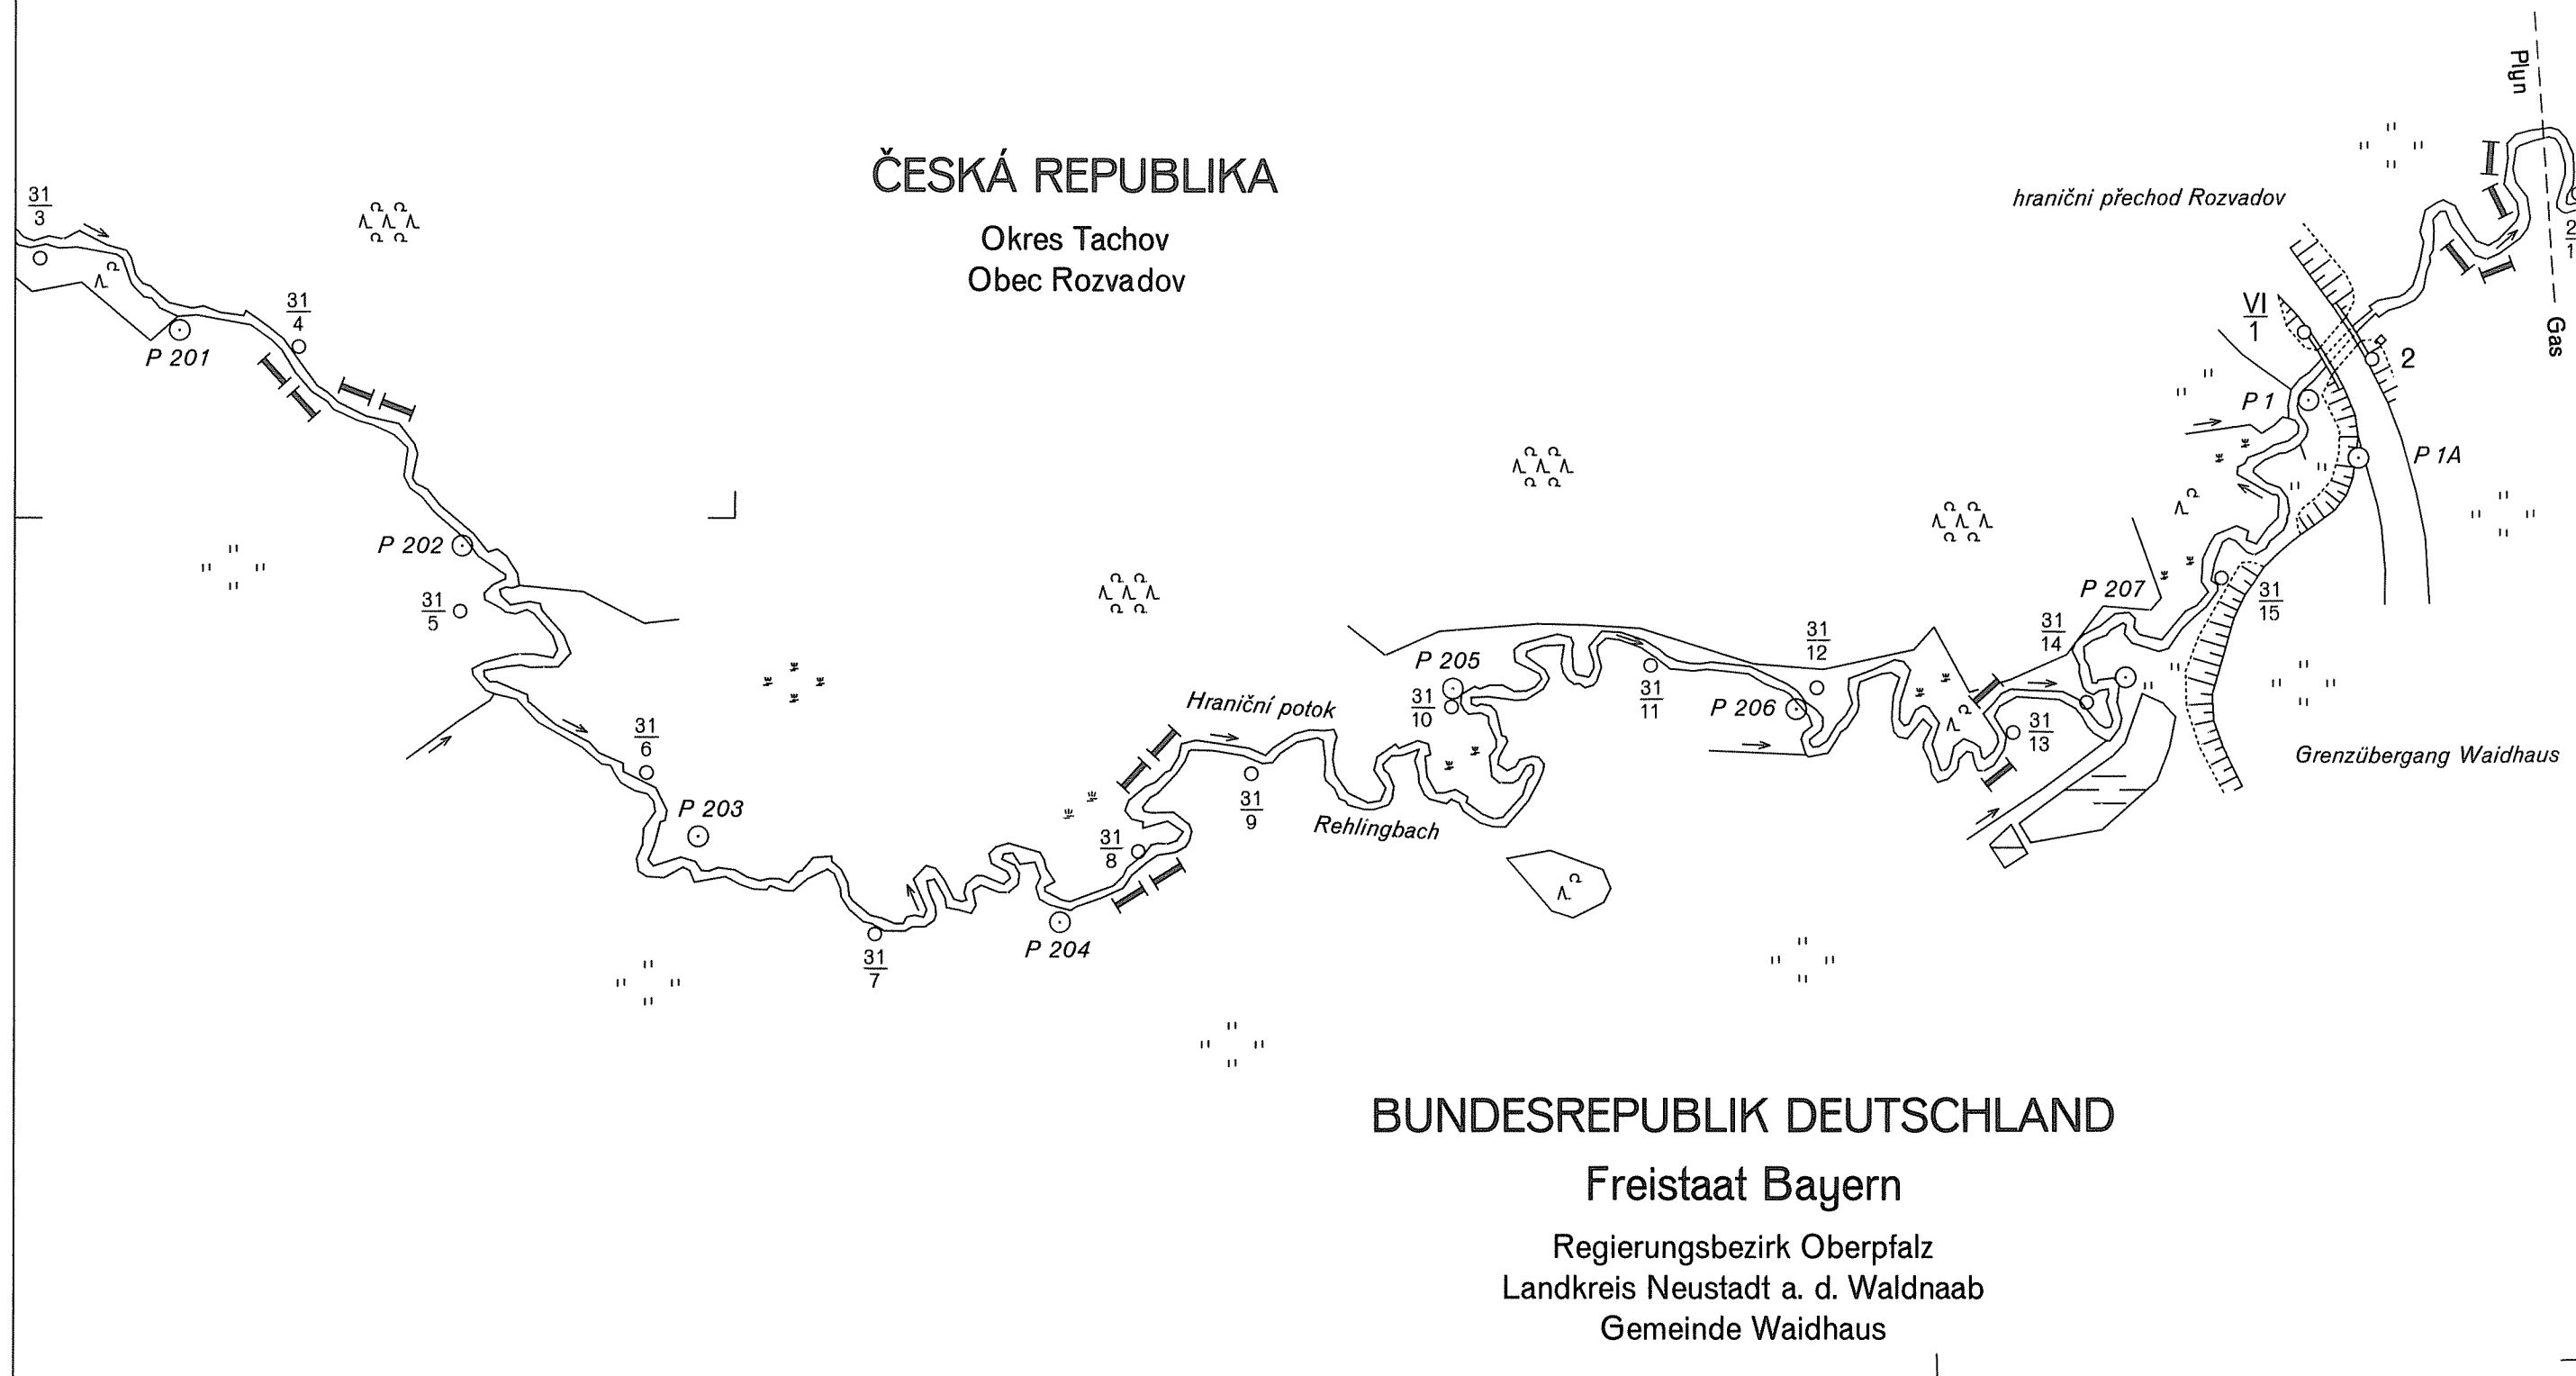 Plyn
ČESKÁ REPUBLIKA
hraniční přechod Rozvadov
31
3
Okres Tachov
Obec Rozvadov
2
1
31
4
VI
1
Gas
P 201
2
P 1
P 1A
P 202
31
5
P 207
31
15
31
14
31
12
P 205
31
10
31
11
P 206
Hraniční potok
31
6
31
13
Grenzübergang Waidhaus
P 203
31
9
Rehlingbach
31
8
P 204
31
7
BUNDESREPUBLIK DEUTSCHLAND
Freistaat Bayern
Regierungsbezirk Oberpfalz
Landkreis Neustadt a. d. Waldnaab
Gemeinde Waidhaus